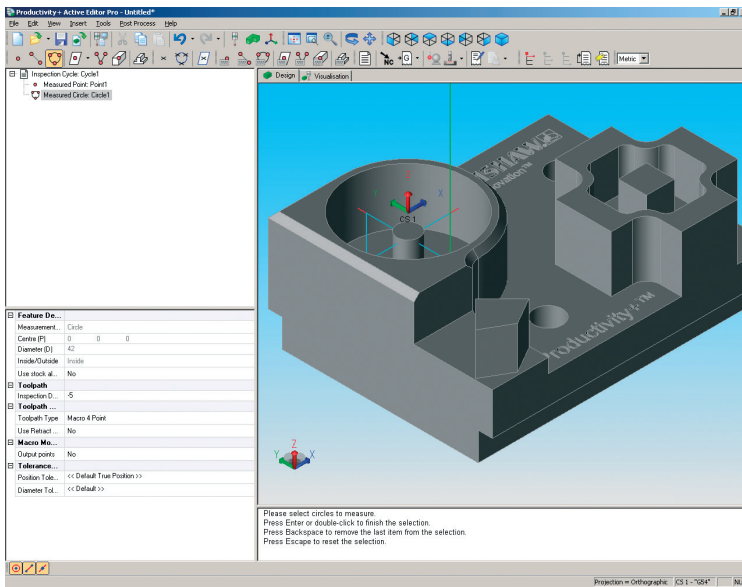 Productivity+ Active Editor Pro - Untitled*
File Edit View Insert Tools Post Process Help
NC G Metric
Inspection Cycle: Cycle1
Measured Point: Point1
Measured Circle: Circle1
Design Visualisation
Z
Y X
CS 1
Productivity+™
Z
Y X
Feature De...
Measurement... Circle
Centre (P) 0 0 0
Diameter (D) 42
Inside/Outside Inside
Use stock al... No
Toolpath
Inspection D... -5
Toolpath ...
Toolpath Type Macro 4 Point
Use Retract ... No
Macro Mo...
Output points No
Tolerance...
Position Tole... << Default True Position >>
Diameter Tol... << Default >>
Please select circles to measure.
Press Enter or double-click to finish the selection.
Press Backspace to remove the last item from the selection.
Press Escape to reset the selection.
Projection = Orthographic CS 1 - "G54" NU